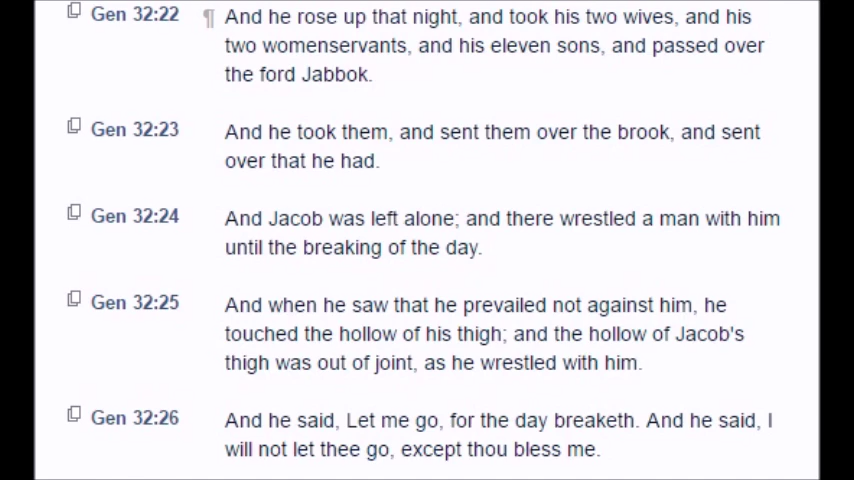 Gen 32:22 ¶ And he rose up that night, and took his two wives, and his
two womenservants, and his eleven sons, and passed over
the ford Jabbok.
Gen 32:23 And he took them, and sent them over the brook, and sent
over that he had.
Gen 32:24 And Jacob was left alone; and there wrestled a man with him
until the breaking of the day.
Gen 32:25 And when he saw that he prevailed not against him, he
touched the hollow of his thigh; and the hollow of Jacob's
thigh was out of joint, as he wrestled with him.
Gen 32:26 And he said, Let me go, for the day breaketh. And he said, I
will not let thee go, except thou bless me.